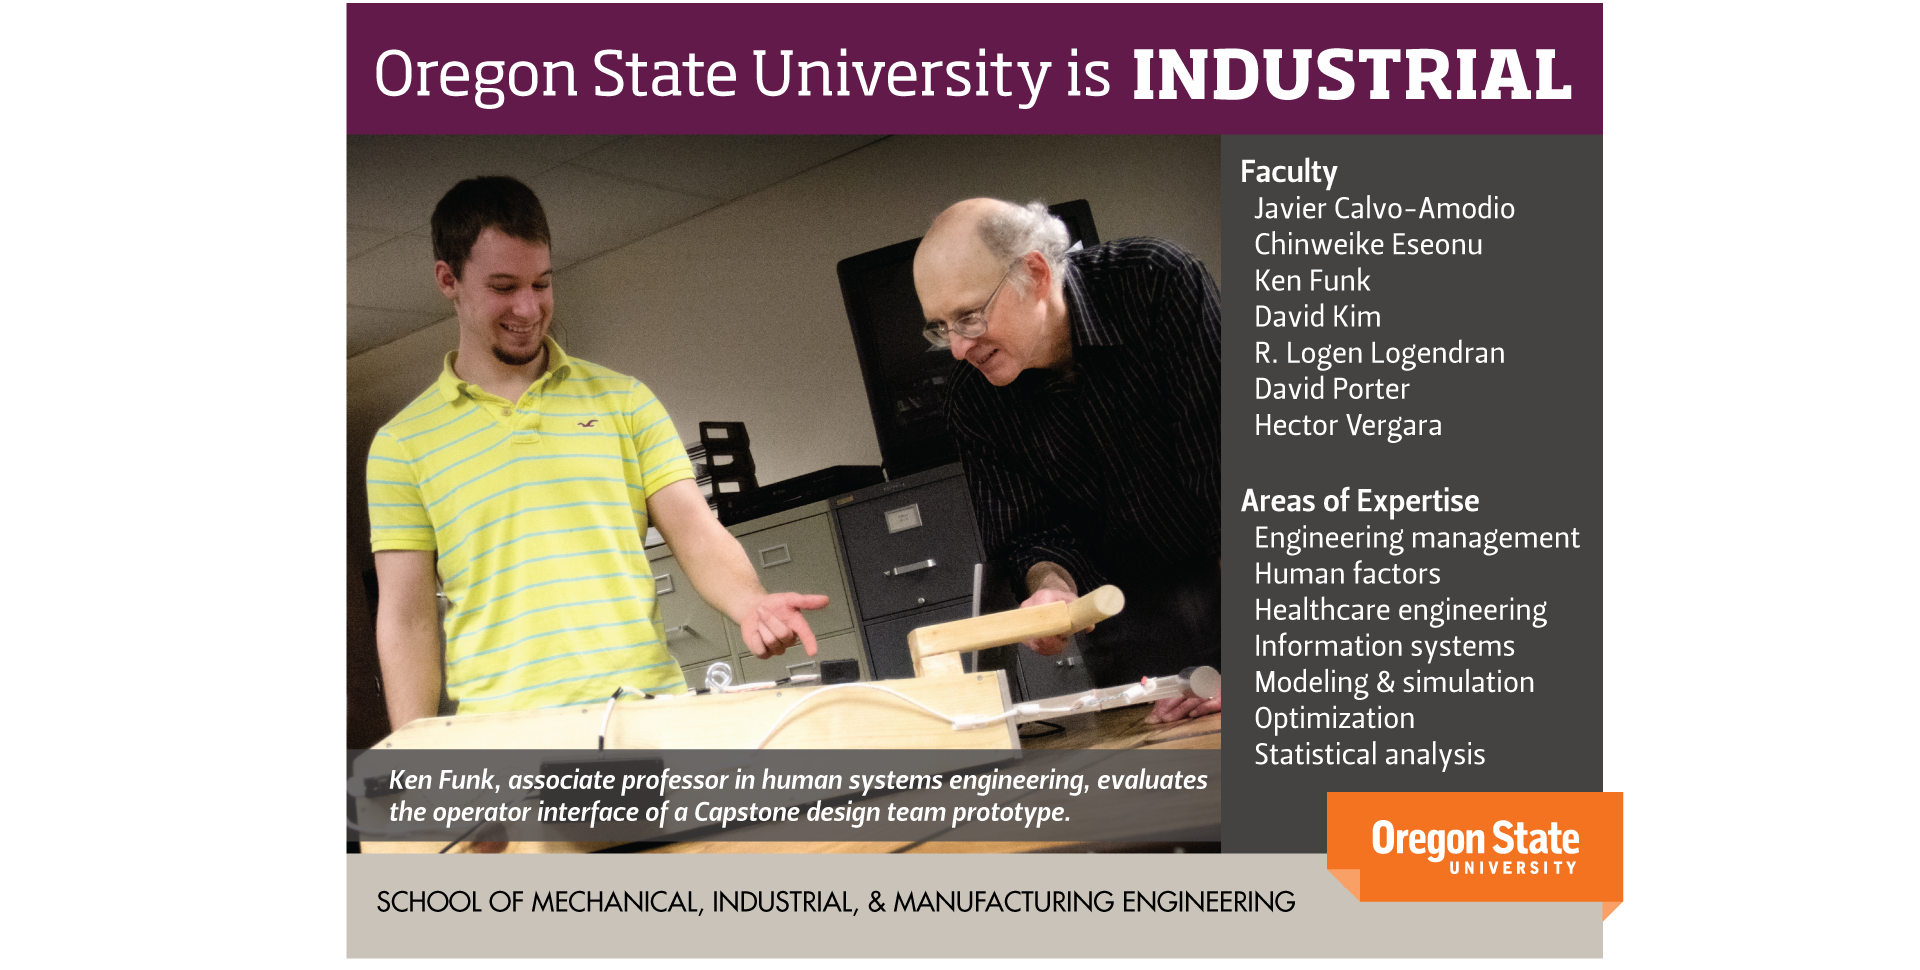 Oregon State University is INDUSTRIAL
Faculty
Javier Calvo-Amodio
Chinweike Eseonu
Ken Funk
David Kim
R. Logen Logendran
David Porter
Hector Vergara
Areas of Expertise
Engineering management
Human factors
Healthcare engineering
Information systems
Modeling & simulation
Optimization
Statistical analysis
Ken Funk, associate professor in human systems engineering, evaluates
the operator interface of a Capstone design team prototype.
Oregon State
UNIVERSITY
SCHOOL OF MECHANICAL, INDUSTRIAL, & MANUFACTURING ENGINEERING